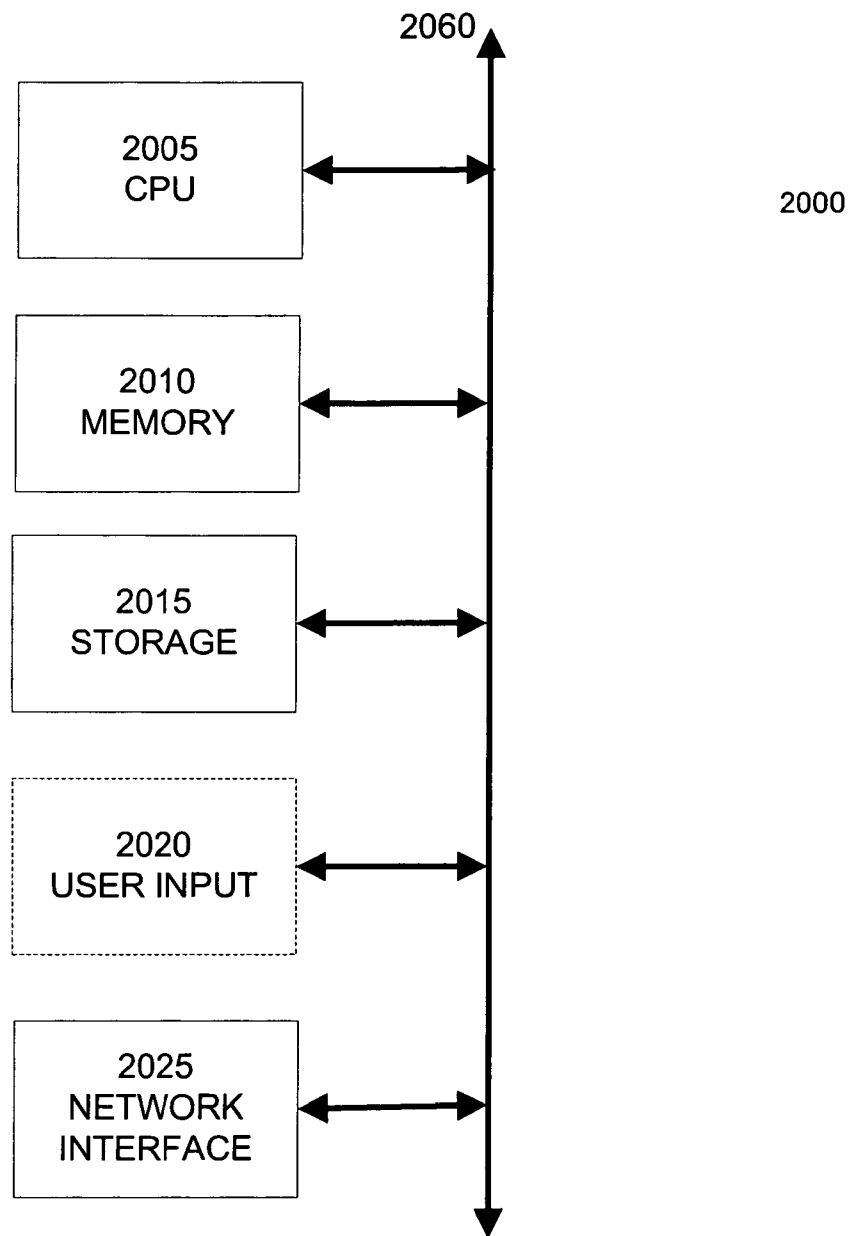 2060
2005
CPU
2000
2010
MEMORY
2015
STORAGE
2020
USER INPUT
2025
NETWORK
INTERFACE